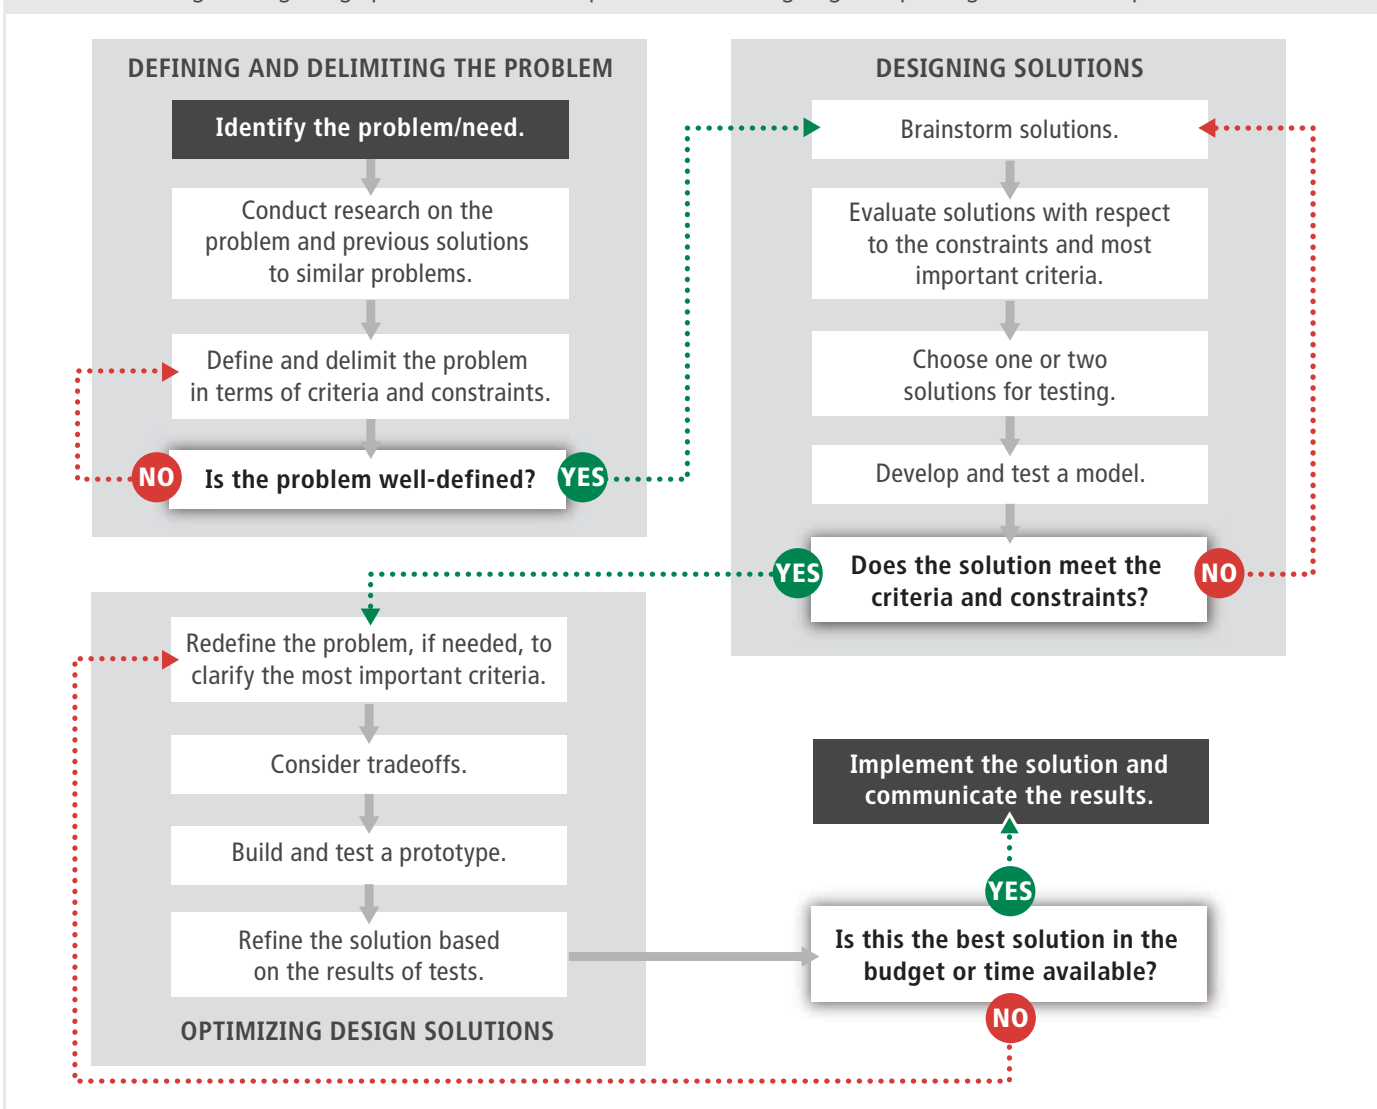 DEFINING AND DELIMITING THE PROBLEM
Identify the problem/need.
Conduct research on the
problem and previous solutions
to similar problems.
Define and delimit the problem
in terms of criteria and constraints.
NO
Is the problem well-defined?
YES
DESIGNING SOLUTIONS
Brainstorm solutions.
Evaluate solutions with respect
to the constraints and most
important criteria.
Choose one or two
solutions for testing.
Develop and test a model.
YES
Does the solution meet the
criteria and constraints?
NO
Redefine the problem, if needed, to
clarify the most important criteria.
Consider tradeoffs.
Build and test a prototype.
Refine the solution based
on the results of tests.
OPTIMIZING DESIGN SOLUTIONS
Implement the solution and
communicate the results.
YES
Is this the best solution in the
budget or time available?
NO